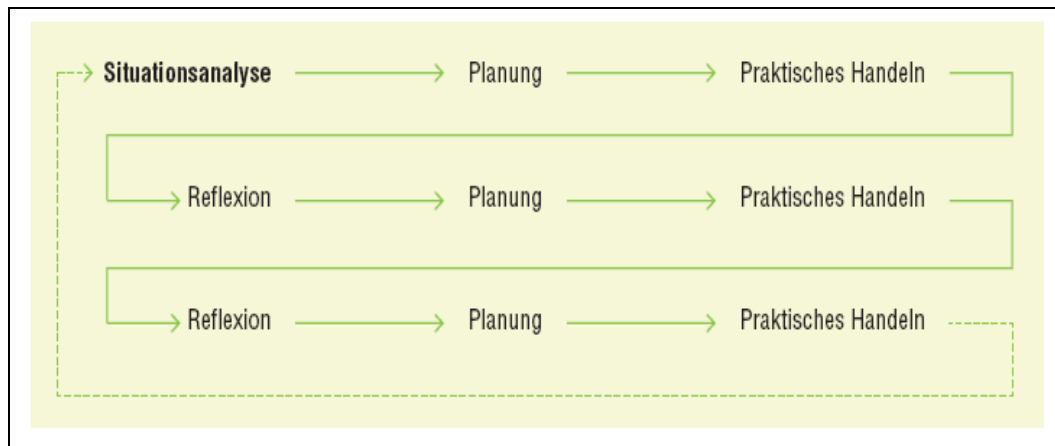 Situationsanalyse Planung Praktisches Handeln
Reflexion Planung Praktisches Handeln
Reflexion Planung Praktisches Handeln